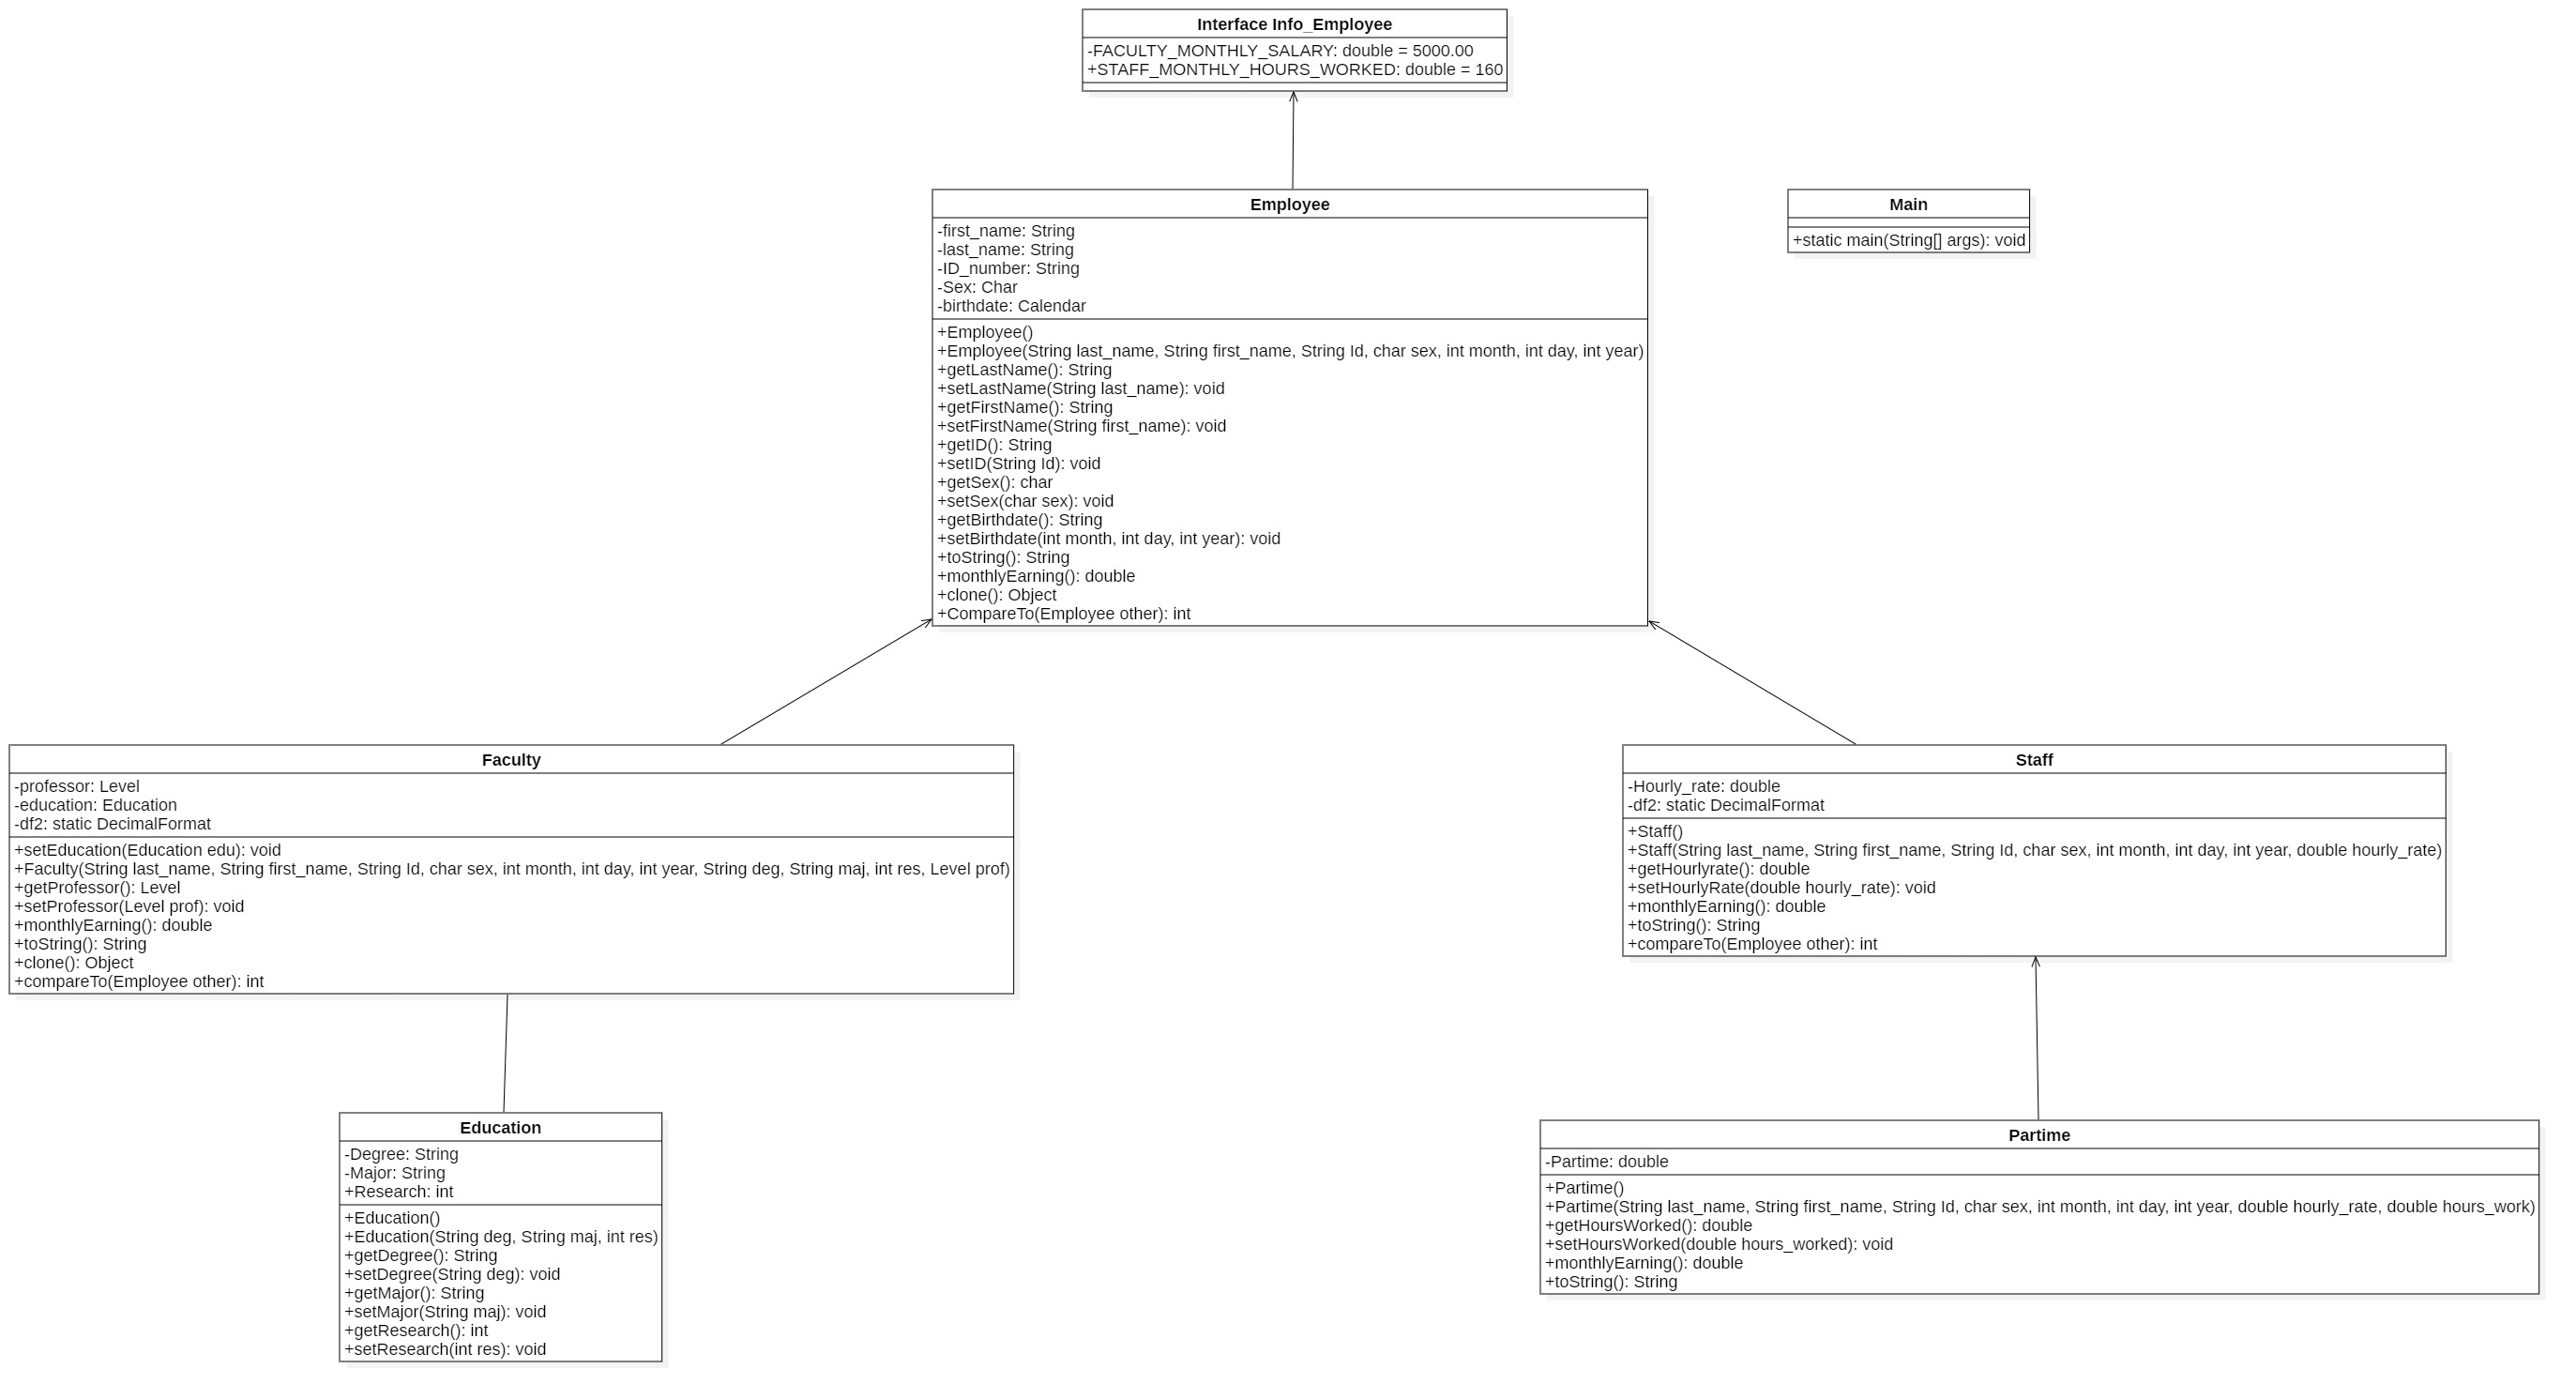 Interface Info_Employee
-FACULTY_MONTHLY_SALARY: double = 5000.00
+STAFF_MONTHLY_HOURS_WORKED: double = 160
Employee
-first_name: String
-last_name: String
-ID_number: String
-Sex: Char
-birthdate: Calendar
+Employee()
+Employee(String last_name, String first_name, String Id, char sex, int month, int day, int year)
+getLastName(): String
+setLastName(String last_name): void
+getFirstName(): String
+setFirstName(String first_name): void
+getID(): String
+setID(String Id): void
+getSex(): char
+setSex(char sex): void
+getBirthdate(): String
+setBirthdate(int month, int day, int year): void
+toString(): String
+monthlyEarning(): double
+clone(): Object
+CompareTo(Employee other): int
Main
+static main(String[] args): void
Faculty
-professor: Level
-education: Education
-df2: static DecimalFormat
+setEducation(Education edu): void
+Faculty(String last_name, String first_name, String Id, char sex, int month, int day, int year, String deg, String maj, int res, Level prof)
+getProfessor(): Level
+setProfessor(Level prof): void
+monthlyEarning(): double
+toString(): String
+clone(): Object
+compareTo(Employee other): int
Staff
-Hourly_rate: double
-df2: static DecimalFormat
+Staff()
+Staff(String last_name, String first_name, String Id, char sex, int month, int day, int year, double hourly_rate)
+getHourlyrate(): double
+setHourlyRate(double hourly_rate): void
+monthlyEarning(): double
+toString(): String
+compareTo(Employee other): int
Education
-Degree: String
-Major: String
+Research: int
+Education()
+Education(String deg, String maj, int res)
+getDegree(): String
+setDegree(String deg): void
+getMajor(): String
+setMajor(String maj): void
+getResearch(): int
+setResearch(int res): void
Partime
-Partime: double
+Partime()
+Partime(String last_name, String first_name, String Id, char sex, int month, int day, int year, double hourly_rate, double hours_work)
+getHoursWorked(): double
+setHoursWorked(double hours_worked): void
+monthlyEarning(): double
+toString(): String